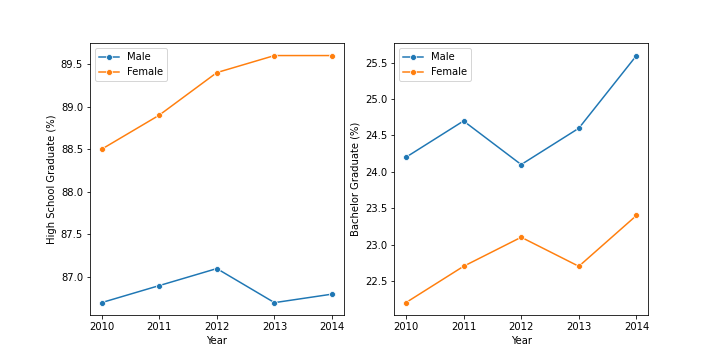 Male
Female
89.5
89.0
88.5
88.0
87.5
87.0
High School Graduate (%)
2010 2011 2012 2013 2014
Year
Male
Female
25.5
25.0
24.5
24.0
23.5
23.0
22.5
Bachelor Graduate (%)
2010 2011 2012 2013 2014
Year